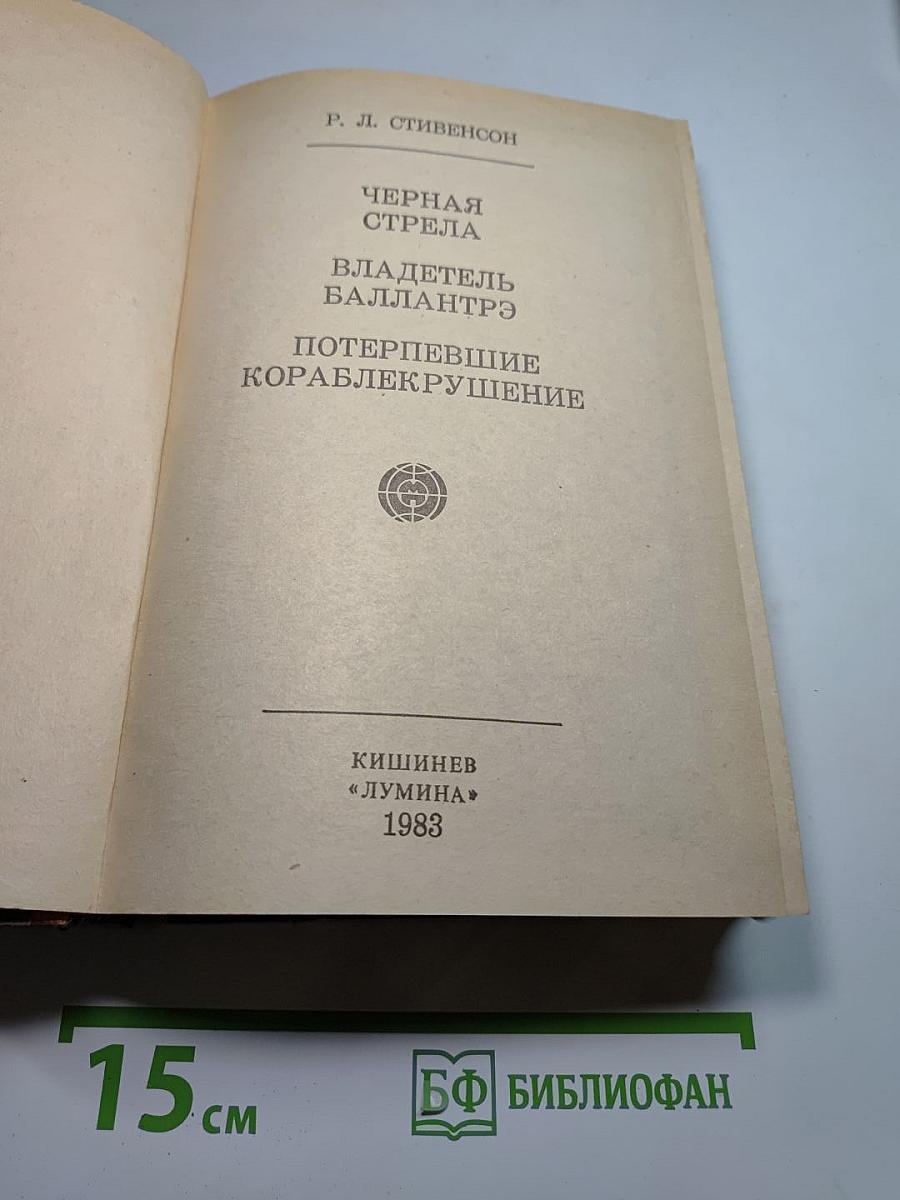 Р. Л. СТИВЕНСОН
ЧЕРНАЯ
СТРЕЛА
ВЛАДЕТЕЛЬ
БАЛЛАНТРЭ
ПОТЕРПЕВШИЕ
КОРАБЛЕКРУШЕНИЕ
КИШИНЕВ
«ЛУМИНА»
1983
15 см
БФ БИБЛИОФАН